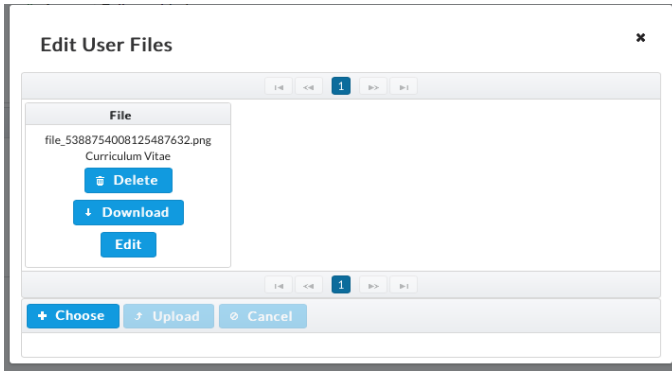 Edit User Files
1
File
file_5388754008125487632.png
Curriculum Vitae
Delete
Download
Edit
1
Choose Upload Cancel